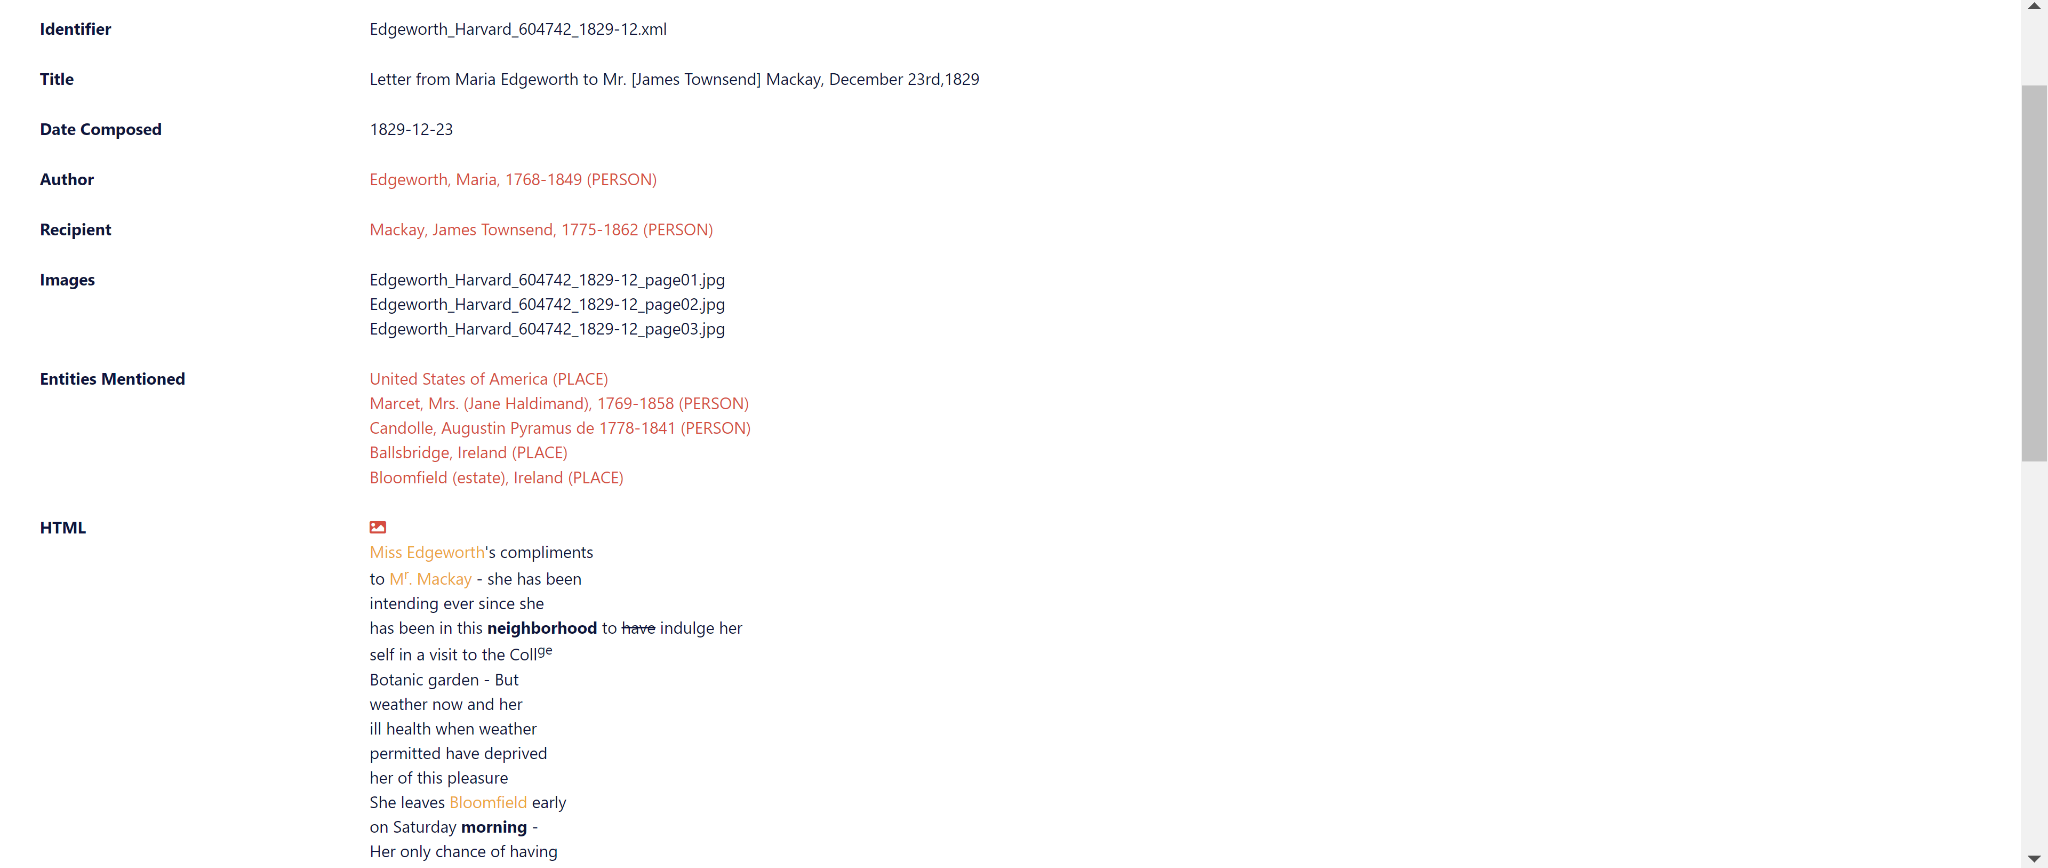 Identifier Edgeworth_Harvard_604742_1829-12.xml
Title Letter from Maria Edgeworth to Mr. [James Townsend] Mackay, December 23rd,1829
Date Composed 1829-12-23
Author Edgeworth, Maria, 1768-1849 (PERSON)
Recipient Mackay, James Townsend, 1775-1862 (PERSON)
Images Edgeworth_Harvard_604742_1829-12_page01.jpg
Edgeworth_Harvard_604742_1829-12_page02.jpg
Edgeworth_Harvard_604742_1829-12_page03.jpg
Entities Mentioned United States of America (PLACE)
Marcet, Mrs. (Jane Haldimand), 1769-1858 (PERSON)
Candolle, Augustin Pyramus de 1778-1841 (PERSON)
Ballsbridge, Ireland (PLACE)
Bloomfield (estate), Ireland (PLACE)
HTML
Miss Edgeworth's compliments
to Mr. Mackay - she has been
intending ever since she
has been in this neighborhood to have indulge her
self in a visit to the Collge
Botanic garden - But
weather now and her
ill health when weather
permitted have deprived
her of this pleasure
She leaves Bloomfield early
on Saturday morning -
Her only chance of having